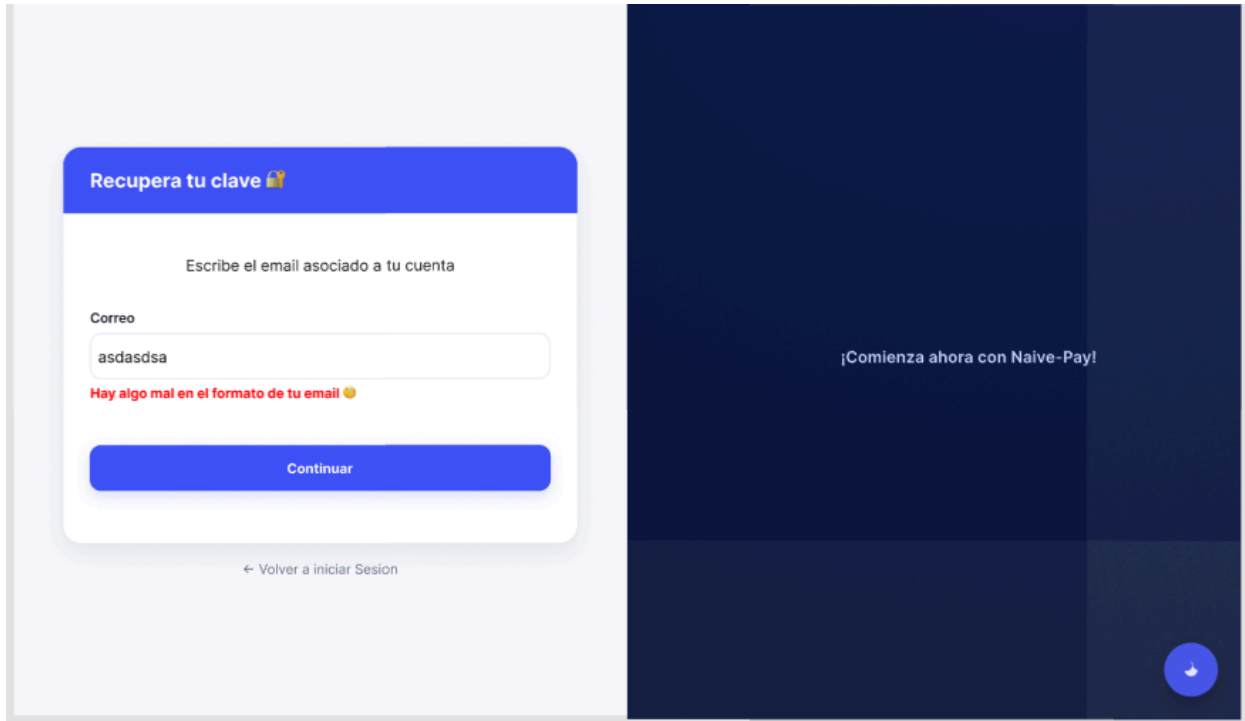 Recupera tu clave 🔐
Escribe el email asociado a tu cuenta
Correo
asdasdsa
Hay algo mal en el formato de tu email 🤨
Continuar
← Volver a iniciar Sesion
¡Comienza ahora con Naive-Pay!